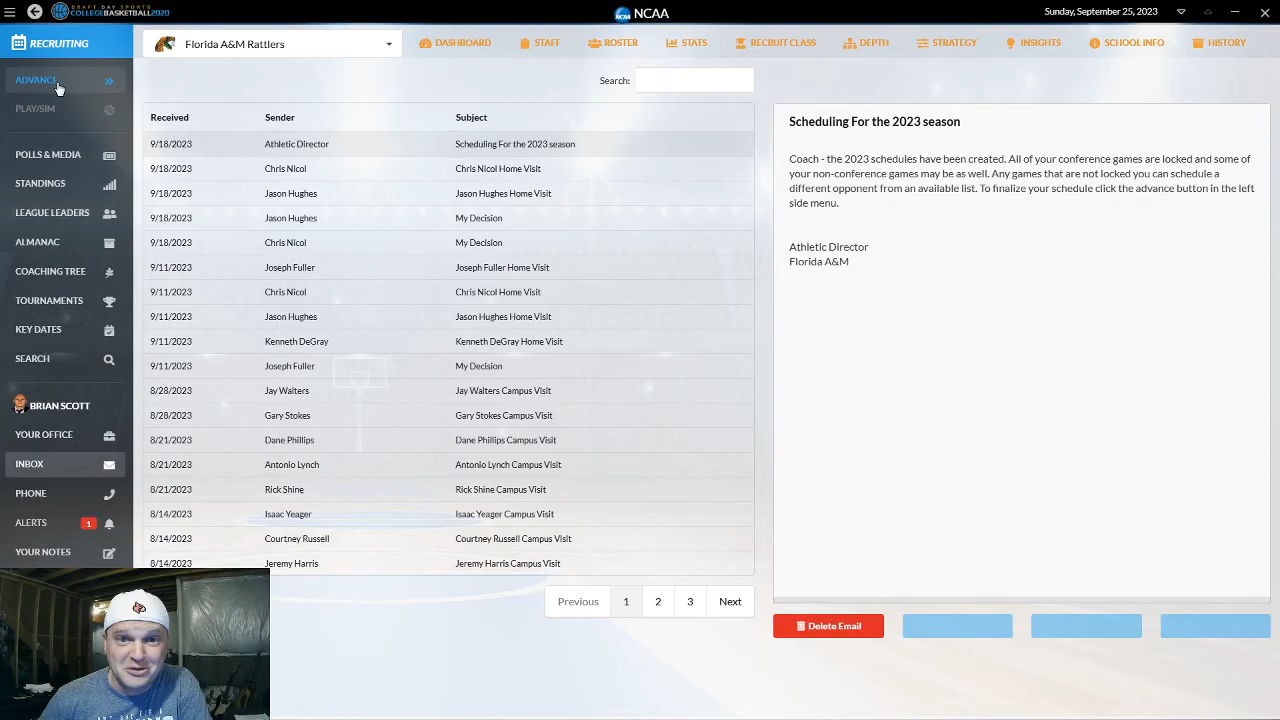 DRAFT DAY SPORTS
COLLEGE BASKETBALL 2020
NCAA
Sunday, September 25, 2023
RECRUITING
Florida A&M Rattlers
DASHBOARD
STAFF
ROSTER
STATS
RECRUIT CLASS
DEPTH
STRATEGY
INSIGHTS
SCHOOL INFO
HISTORY
ADVANCE
PLAY/SIM
POLLS & MEDIA
STANDINGS
LEAGUE LEADERS
ALMANAC
COACHING TREE
TOURNAMENTS
KEY DATES
SEARCH
BRIAN SCOTT
YOUR OFFICE
INBOX
PHONE
ALERTS 1
YOUR NOTES
Search:
Received Sender Subject
9/18/2023 Athletic Director Scheduling For the 2023 season
9/18/2023 Chris Nicol Chris Nicol Home Visit
9/18/2023 Jason Hughes Jason Hughes Home Visit
9/18/2023 Jason Hughes My Decision
9/18/2023 Chris Nicol My Decision
9/11/2023 Joseph Fuller Joseph Fuller Home Visit
9/11/2023 Chris Nicol Chris Nicol Home Visit
9/11/2023 Jason Hughes Jason Hughes Home Visit
9/11/2023 Kenneth DeGray Kenneth DeGray Home Visit
9/11/2023 Joseph Fuller My Decision
8/28/2023 Jay Walters Jay Walters Campus Visit
8/28/2023 Gary Stokes Gary Stokes Campus Visit
8/21/2023 Dane Phillips Dane Phillips Campus Visit
8/21/2023 Antonio Lynch Antonio Lynch Campus Visit
8/21/2023 Rick Shine Rick Shine Campus Visit
8/14/2023 Isaac Yeager Isaac Yeager Campus Visit
8/14/2023 Courtney Russell Courtney Russell Campus Visit
8/14/2023 Jeremy Harris Jeremy Harris Campus Visit
Previous 1 2 3 Next
Scheduling For the 2023 season
Coach - the 2023 schedules have been created. All of your conference games are locked and some of
your non-conference games may be as well. Any games that are not locked you can schedule a
different opponent from an available list. To finalize your schedule click the advance button in the left
side menu.
Athletic Director
Florida A&M
Delete Email